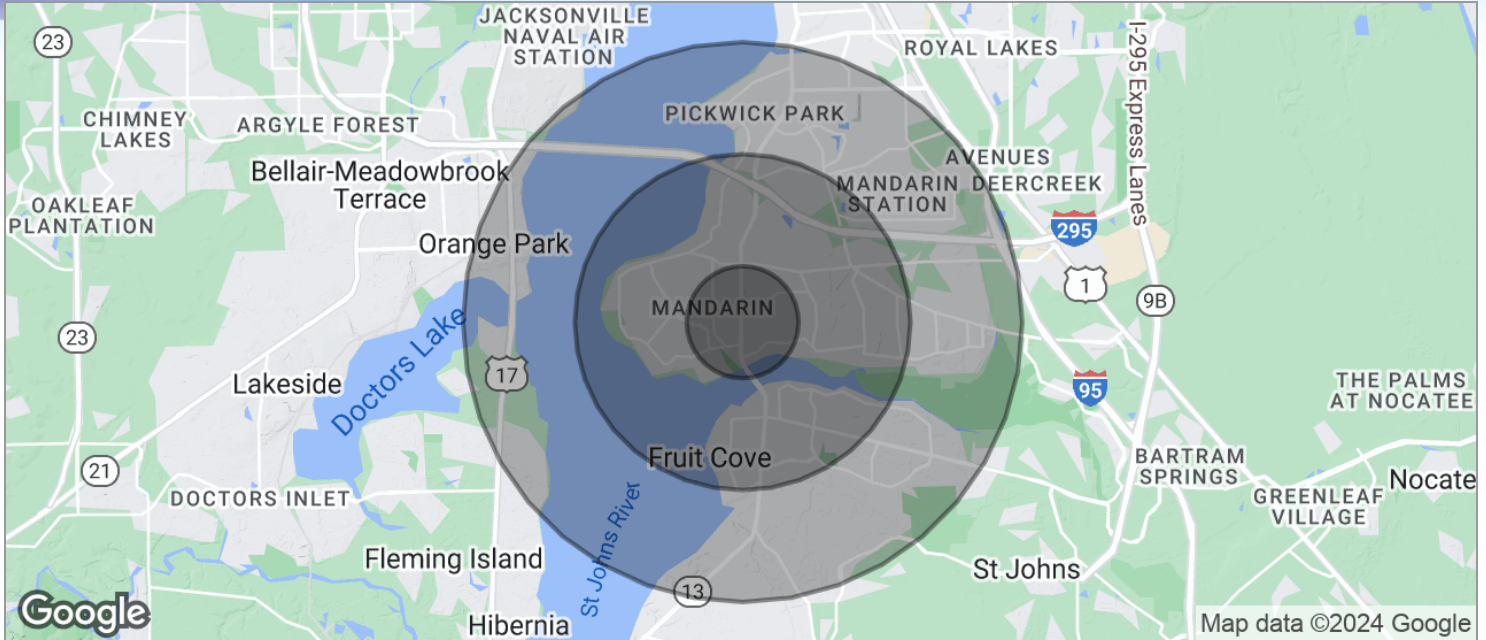 JACKSONVILLE
NAVAL AIR
STATION
23
ROYAL LAKES
I-295 Express Lanes
CHIMNEY
LAKES
ARGYLE FOREST
PICKWICK PARK
AVENUES
Bellair-Meadowbrook
Terrace
MANDARIN
STATION
DEERCREEK
OAKLEAF
PLANTATION
295
Orange Park
1
9B
MANDARIN
23
Doctors Lake
17
Lakeside
95
THE PALMS
AT NOCATEE
Fruit Cove
21
BARTRAM
SPRINGS
Nocate
DOCTORS INLET
GREENLEAF
VILLAGE
St Johns River
Fleming Island
St Johns
13
Google
Hibernia
Map data ©2024 Google